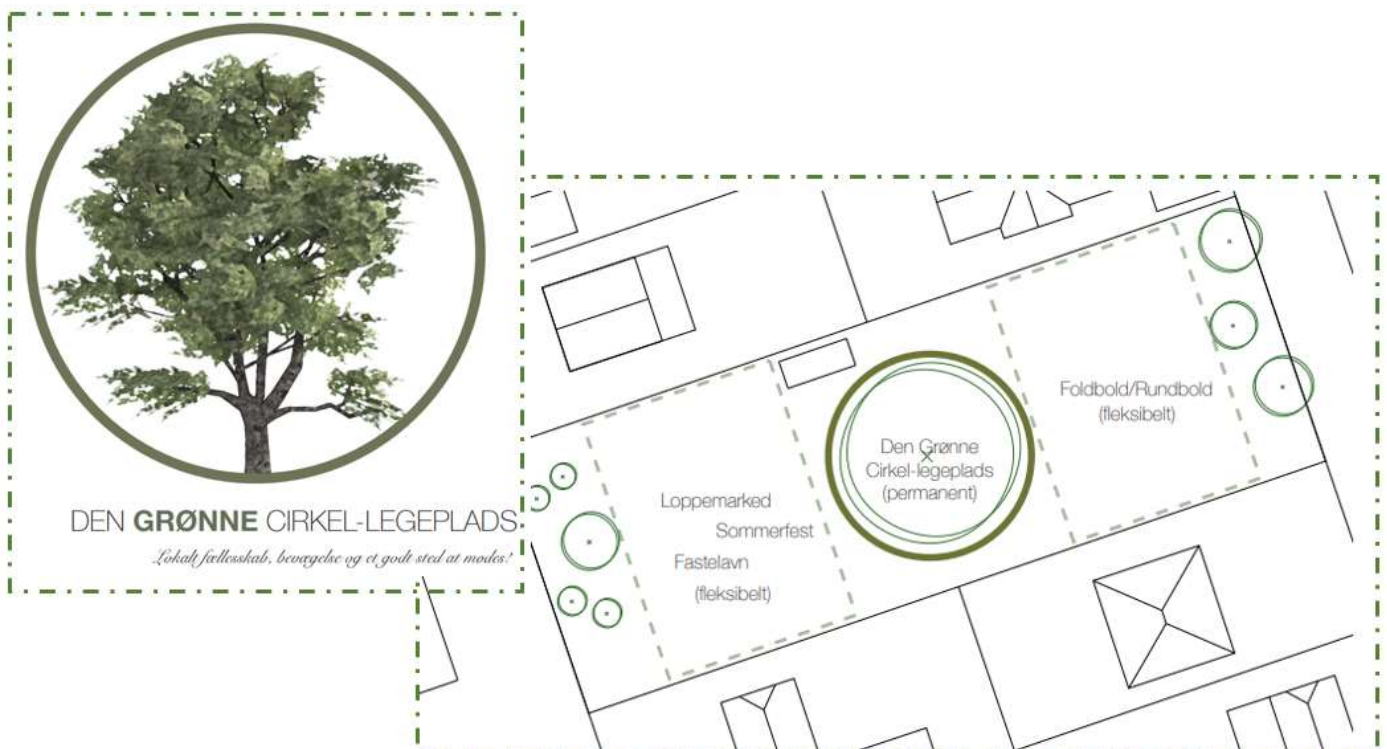 DEN GRØNNE CIRKEL-LEGEPLADS
Lokalt fællesskab, bevægelse og et godt sted at mødes!
Loppemarked
Sommerfest
Fastelavn
(fleksibelt)
Den Grønne
Cirkel-legeplads
(permanent)
Foldbold/Rundbold
(fleksibelt)